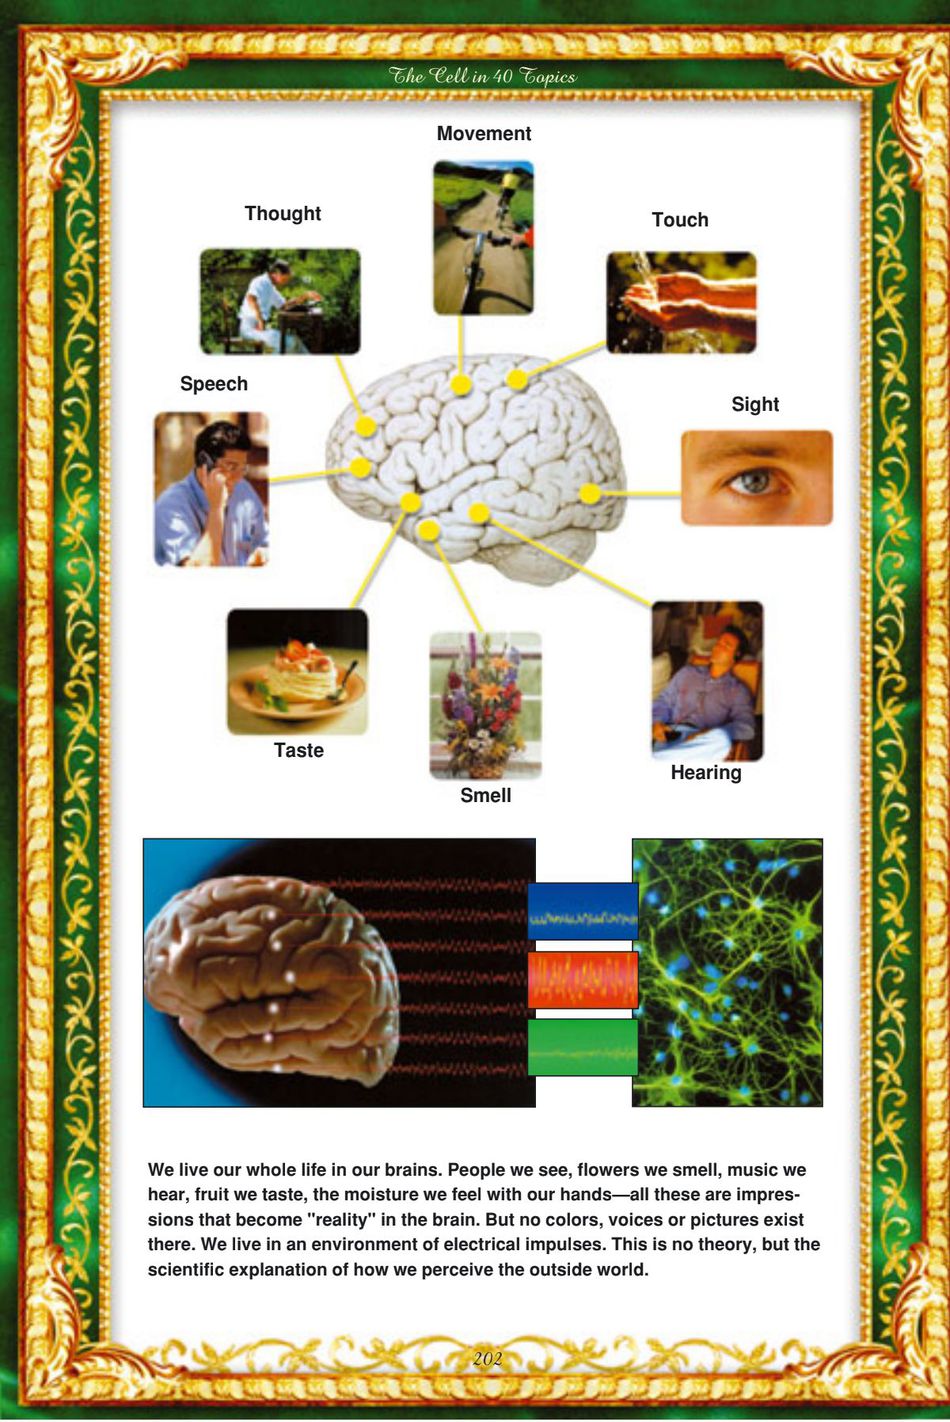 The Cell in 40 Topics
Movement
Thought
Touch
Speech
Sight
Taste
Hearing
Smell
We live our whole life in our brains. People we see, flowers we smell, music we
hear, fruit we taste, the moisture we feel with our hands—all these are impres-
sions that become "reality" in the brain. But no colors, voices or pictures exist
there. We live in an environment of electrical impulses. This is no theory, but the
scientific explanation of how we perceive the outside world.
202